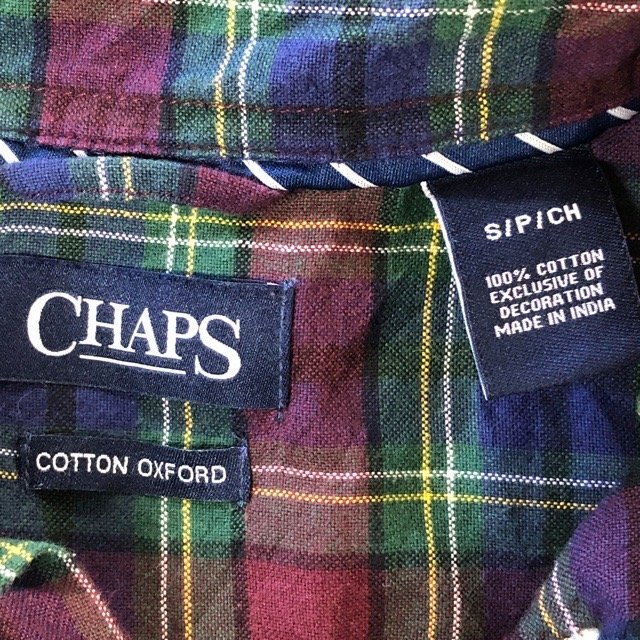 CHAPS
COTTON OXFORD
S/P/CH
100% COTTON
EXCLUSIVE OF
DECORATION
MADE IN INDIA